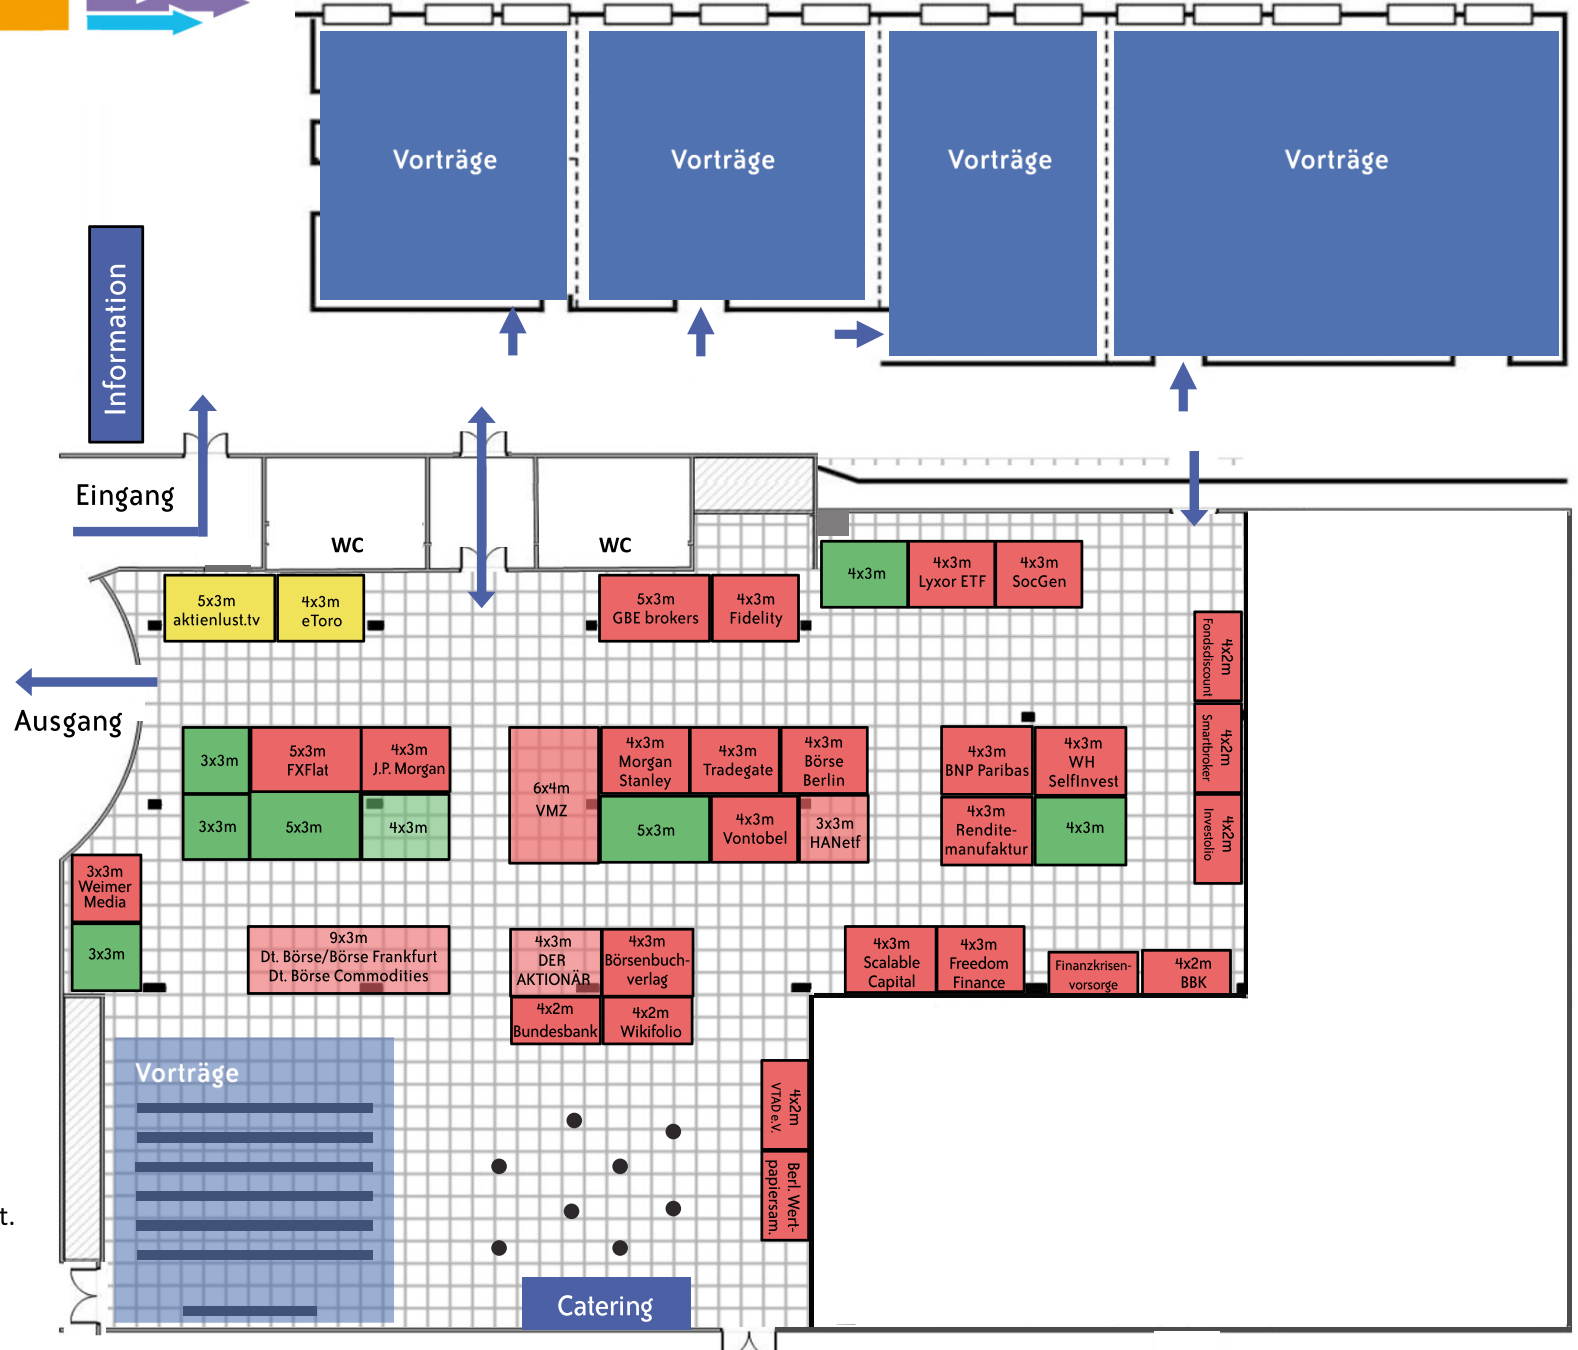 Vorträge
Vorträge
Vorträge
Vorträge
Information
Eingang
WC
WC
4x3m
4x3m
Lyxor ETF
4x3m
SocGen
5x3m
aktienlust.tv
4x3m
eToro
5x3m
GBE brokers
4x3m
Fidelity
4x2m
Fondsdiscount
4x2m
Smartbroker
4x2m
Investolio
Ausgang
3x3m
5x3m
FXFlat
4x3m
J.P. Morgan
3x3m
5x3m
4x3m
6x4m
VMZ
4x3m
Morgan
Stanley
4x3m
Tradegate
4x3m
Börse
Berlin
5x3m
4x3m
Vontobel
3x3m
HANetf
4x3m
BNP Paribas
4x3m
WH
SelfInvest
4x3m
Rendite-
manufaktur
4x3m
3x3m
Weimer
Media
3x3m
9x3m
Dt. Börse/Börse Frankfurt
Dt. Börse Commodities
4x3m
DER
AKTIONÄR
4x3m
Börsenbuch-
verlag
4x2m
Bundesbank
4x2m
Wikifolio
4x3m
Scalable
Capital
4x3m
Freedom
Finance
Finanzkrisen-
vorsorge
4x2m
BBK
Vorträge
4x2m
VTAD e.V.
Berl. Wert-
papiersam.
t.
Catering